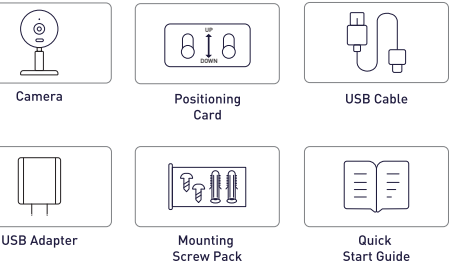 UP
DOWN
Camera
Positioning
Card
USB Cable
USB Adapter
Mounting
Screw Pack
Quick
Start Guide